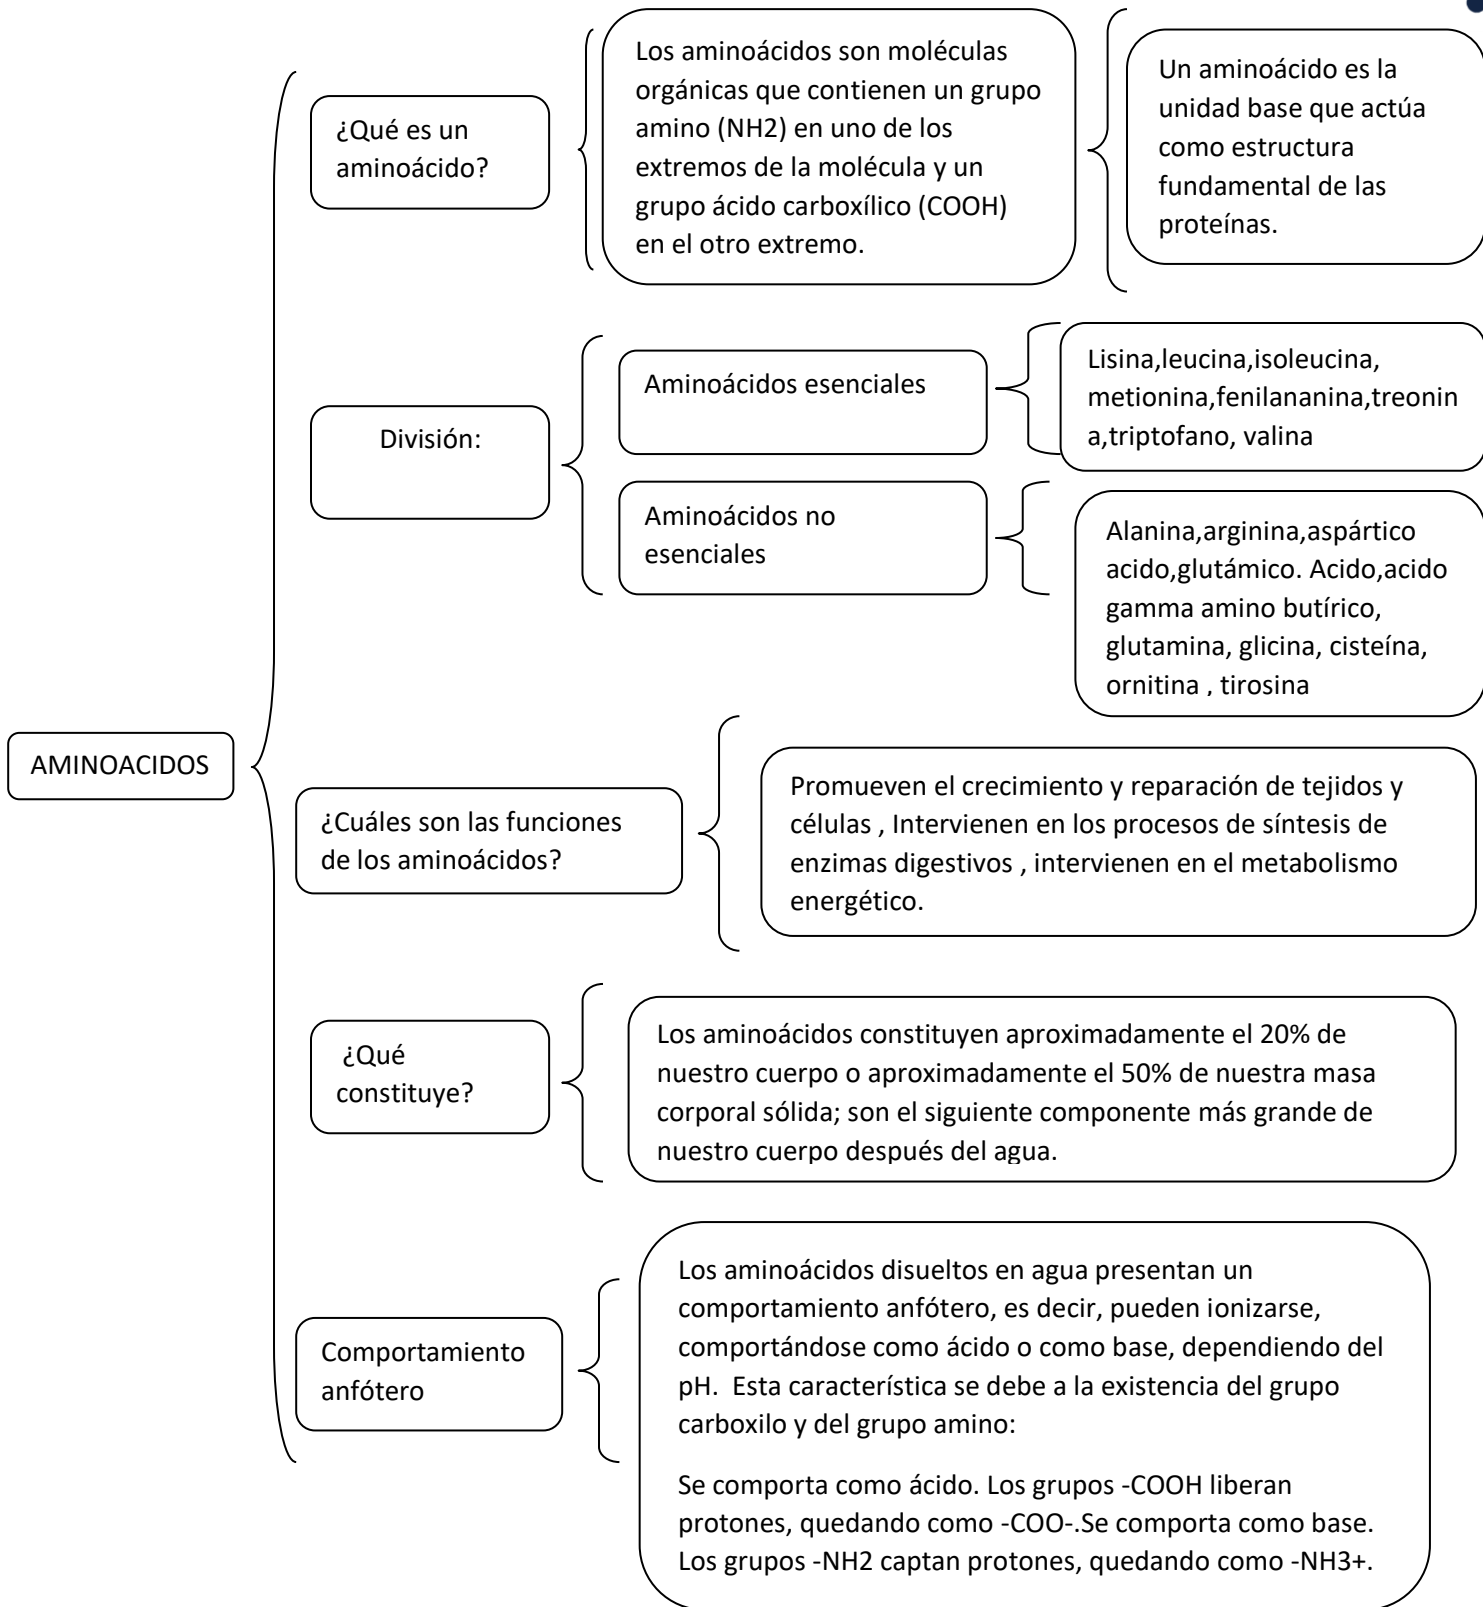 AMINOACIDOS
¿Qué es un
aminoácido?
Los aminoácidos son moléculas
orgánicas que contienen un grupo
amino (NH2) en uno de los
extremos de la molécula y un
grupo ácido carboxílico (COOH)
en el otro extremo.
Un aminoácido es la
unidad base que actúa
como estructura
fundamental de las
proteínas.
División:
Aminoácidos esenciales
Lisina,leucina,isoleucina,
metionina,fenilananina,treonin
a,triptofano, valina
Aminoácidos no
esenciales
Alanina,arginina,aspártico
acido,glutámico. Acido,acido
gamma amino butírico,
glutamina, glicina, cisteína,
ornitina , tirosina
¿Cuáles son las funciones
de los aminoácidos?
Promueven el crecimiento y reparación de tejidos y
células , Intervienen en los procesos de síntesis de
enzimas digestivos , intervienen en el metabolismo
energético.
¿Qué
constituye?
Los aminoácidos constituyen aproximadamente el 20% de
nuestro cuerpo o aproximadamente el 50% de nuestra masa
corporal sólida; son el siguiente componente más grande de
nuestro cuerpo después del agua.
Comportamiento
anfótero
Los aminoácidos disueltos en agua presentan un
comportamiento anfótero, es decir, pueden ionizarse,
comportándose como ácido o como base, dependiendo del
pH.  Esta característica se debe a la existencia del grupo
carboxilo y del grupo amino:
Se comporta como ácido. Los grupos -COOH liberan
protones, quedando como -COO-.Se comporta como base.
Los grupos -NH2 captan protones, quedando como -NH3+.